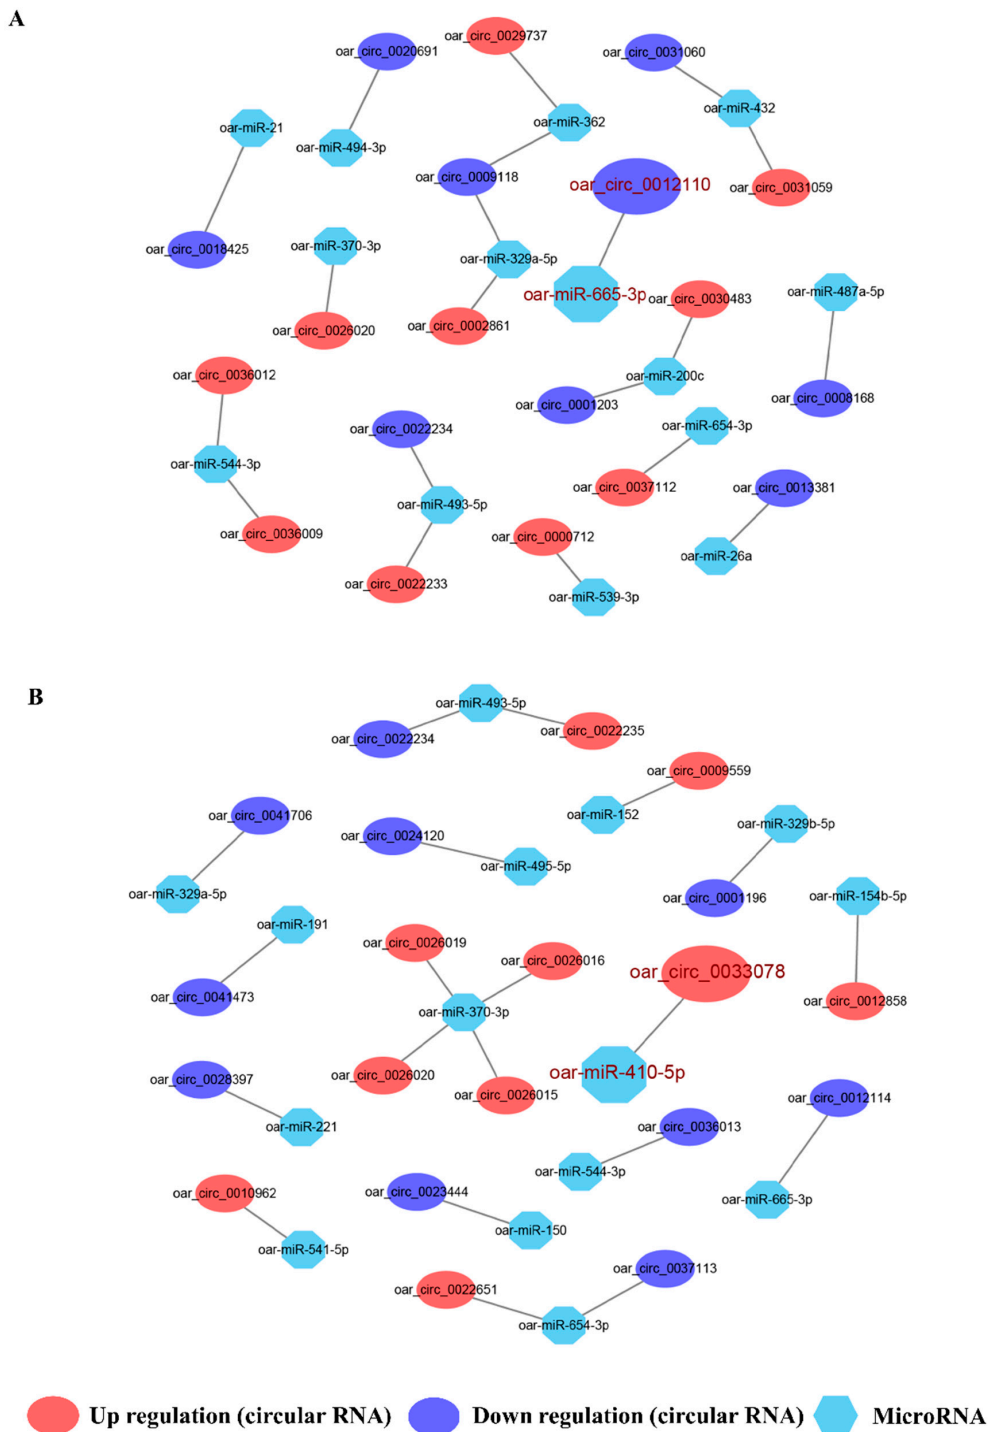 A
oar_circ_0029737
oar_circ_0020691
oar_circ_0031060
oar-miR-432
oar-miR-362
oar-miR-21
oar-miR-494-3p
oar_circ_0009118
oar_circ_0012110
oar_circ_0031059
oar-miR-370-3p
oar_circ_0018425
oar-miR-329a-5p
oar-miR-665-3p
oar_circ_0030483
oar-miR-487a-5p
oar_circ_0002861
oar_circ_0026020
oar_circ_0036012
oar-miR-200c
oar_circ_0001203
oar_circ_0008168
oar-miR-654-3p
oar_circ_0022234
oar-miR-544-3p
oar_circ_0037112
oar_circ_0013381
oar-miR-493-5p
oar_circ_0036009
oar_circ_0000712
oar-miR-26a
oar_circ_0022233
oar-miR-539-3p
B
oar-miR-493-5p
oar_circ_0022234
oar_circ_0022235
oar_circ_0009559
oar-miR-152
oar_circ_0041706
oar-miR-329b-5p
oar_circ_0024120
oar-miR-495-5p
oar-miR-329a-5p
oar_circ_0001196
oar-miR-154b-5p
oar-miR-191
oar_circ_0026019
oar_circ_0026016
oar_circ_0033078
oar_circ_0041473
oar_circ_0012858
oar-miR-370-3p
oar-miR-410-5p
oar_circ_0026020
oar_circ_0028397
oar_circ_0026015
oar_circ_0012114
oar-miR-221
oar_circ_0036013
oar-miR-544-3p
oar_circ_0010962
oar_circ_0023444
oar-miR-665-3p
oar-miR-150
oar-miR-541-5p
oar_circ_0037113
oar_circ_0022651
oar-miR-654-3p
Up regulation (circular RNA)
Down regulation (circular RNA)
MicroRNA